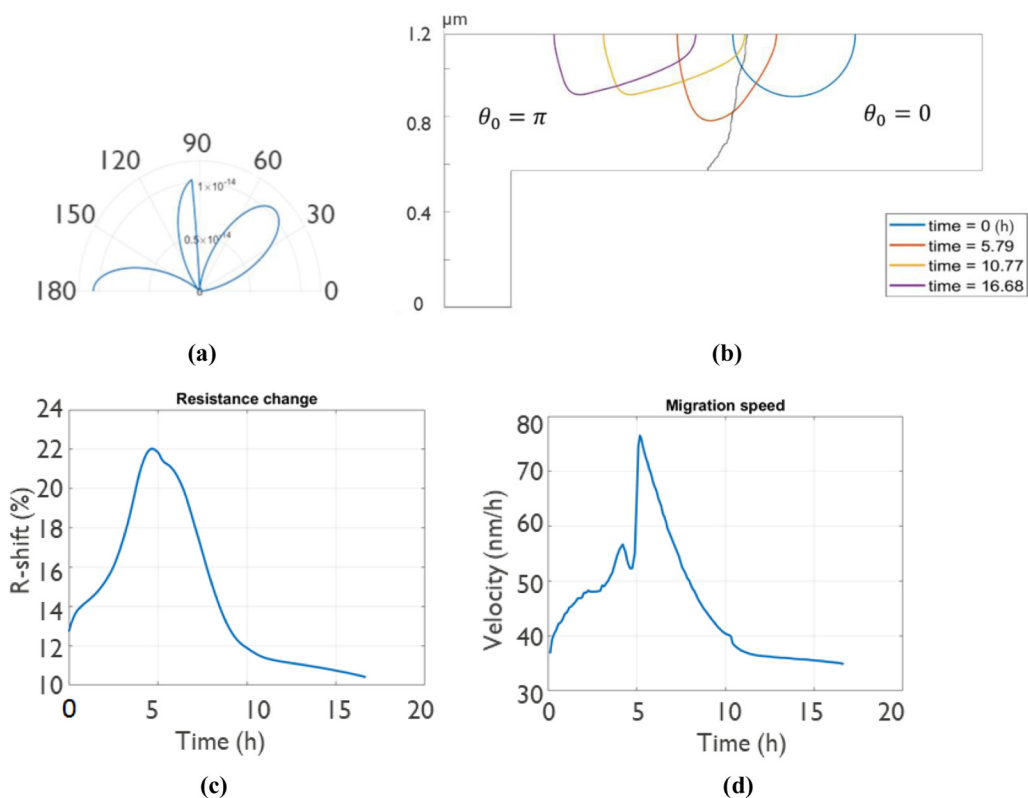 90
120
60
1×10⁻¹⁴
150
30
0.5×10⁻¹⁴
180
0
0
(a)
μm
1.2
0.8
0.4
0
θ₀ = π
θ₀ = 0
time = 0 (h)
time = 5.79
time = 10.77
time = 16.68
(b)
Resistance change
24
22
20
18
16
14
12
10
R-shift (%)
0
5
10
15
20
Time (h)
(c)
Migration speed
80
70
60
50
40
30
Velocity (nm/h)
0
5
10
15
20
Time (h)
(d)